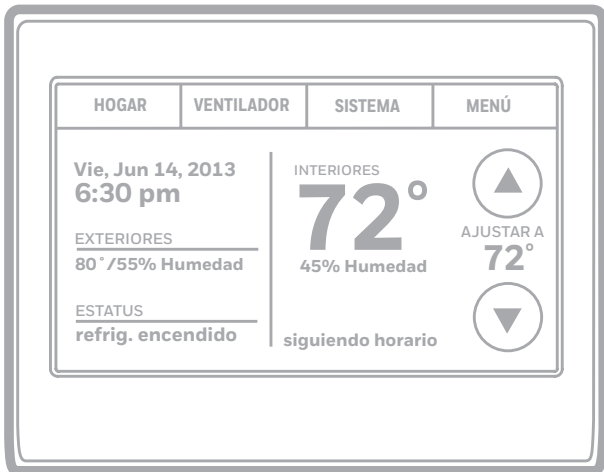 HOGAR
VENTILADOR
SISTEMA
MENÚ
Vie, Jun 14, 2013
6:30 pm
EXTERIORES
80˚/55% Humedad
ESTATUS
refrig. encendido
INTERIORES
72˚
45% Humedad
siguiendo horario
AJUSTAR A
72˚